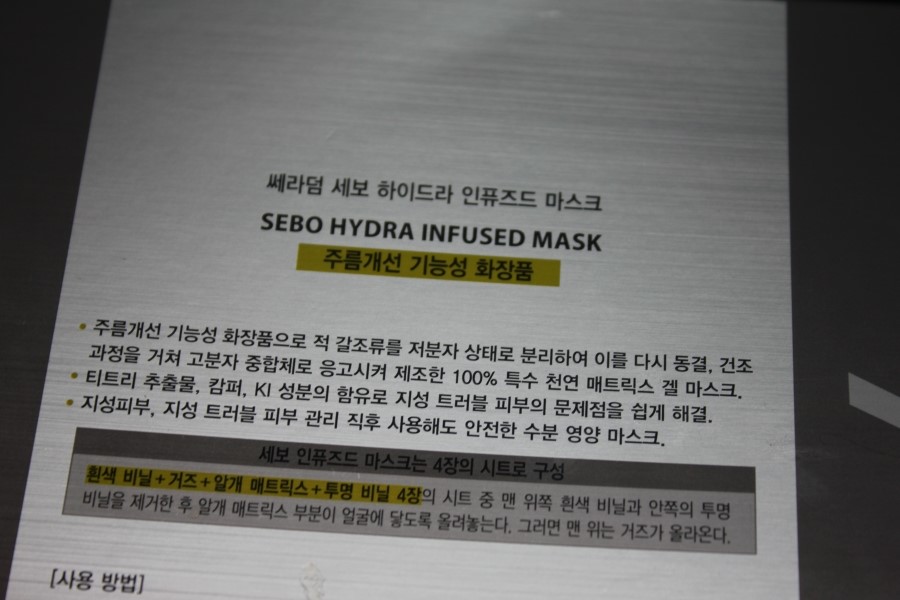 쎄라덤 세보 하이드라 인퓨즈드 마스크
SEBO HYDRA INFUSED MASK
주름개선 기능성 화장품
• 주름개선 기능성 화장품으로 적 갈조류를 저분자 상태로 분리하여 이를 다시 동결, 건조
과정을 거쳐 고분자 중합체로 응고시켜 제조한 100% 특수 천연 매트릭스 겔 마스크.
• 티트리 추출물, 캄퍼, KI 성분의 함유로 지성 트러블 피부의 문제점을 쉽게 해결.
• 지성피부, 지성 트러블 피부 관리 직후 사용해도 안전한 수분 영양 마스크.
세보 인퓨즈드 마스크는 4장의 시트로 구성
흰색 비닐+거즈+알개 매트릭스+투명 비닐 4장의 시트 중 맨 위쪽 흰색 비닐과 안쪽의 투명
비닐을 제거한 후 알개 매트릭스 부분이 얼굴에 닿도록 올려놓는다. 그러면 맨 위는 거즈가 올라온다.
[사용 방법]